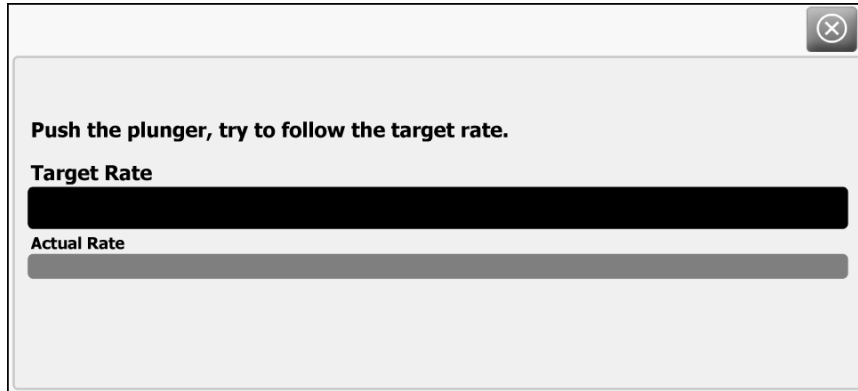 Push the plunger, try to follow the target rate.
Target Rate
Actual Rate